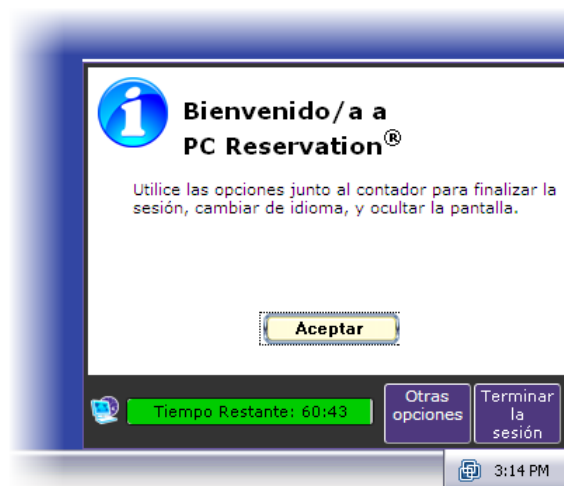 Bienvenido/a a
PC Reservation®
Utilice las opciones junto al contador para finalizar la
sesión, cambiar de idioma, y ocultar la pantalla.
Aceptar
Tiempo Restante: 60:43
Otras
opciones
Terminar
la
sesión
3:14 PM